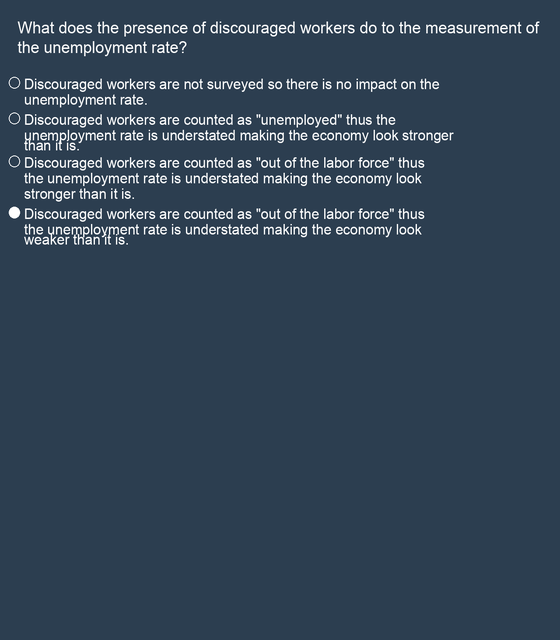 What does the presence of discouraged workers do to the measurement of
the unemployment rate?
Discouraged workers are not surveyed so there is no impact on the
unemployment rate.
Discouraged workers are counted as "unemployed" thus the
unemployment rate is understated making the economy look stronger
than it is.
Discouraged workers are counted as "out of the labor force" thus
the unemployment rate is understated making the economy look
stronger than it is.
Discouraged workers are counted as "out of the labor force" thus
the unemployment rate is understated making the economy look
weaker than it is.